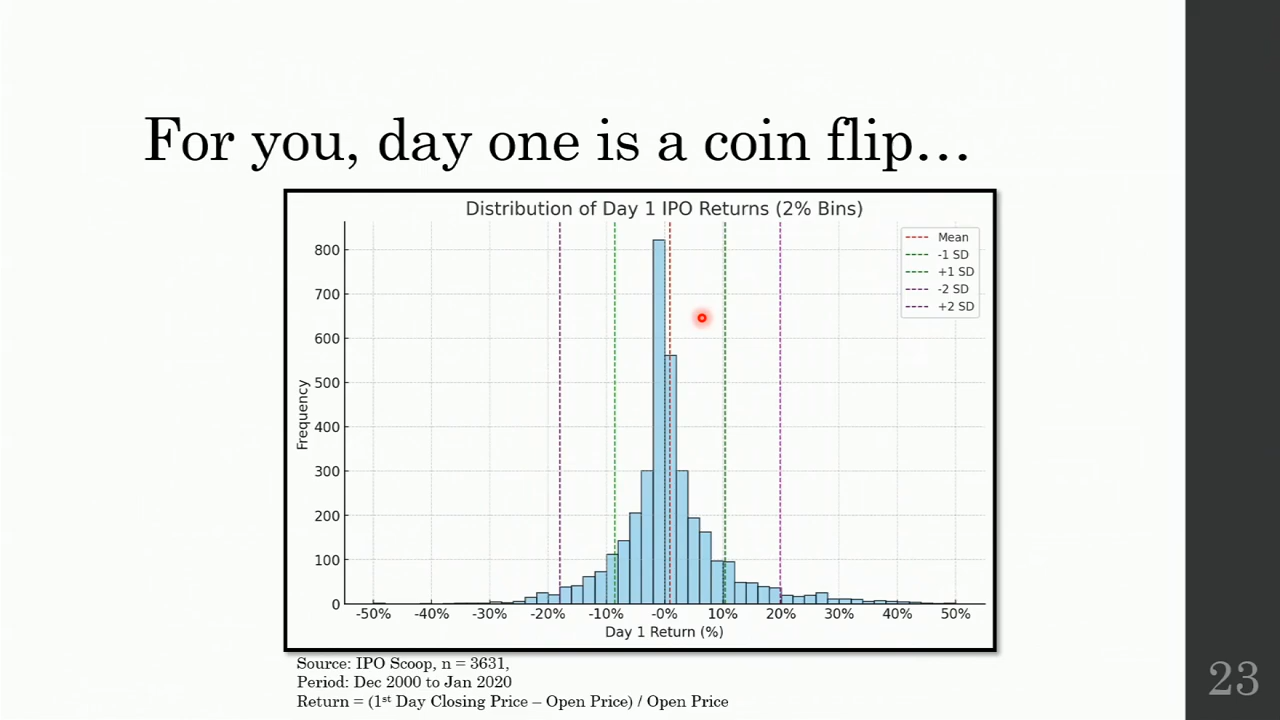 For you, day one is a coin flip…
Distribution of Day 1 IPO Returns (2% Bins)
Mean
-1 SD
+1 SD
-2 SD
+2 SD
800
700
600
500
400
300
200
100
0
Frequency
-50% -40% -30% -20% -10% -0% 10% 20% 30% 40% 50%
Day 1 Return (%)
Source: IPO Scoop, n = 3631,
Period: Dec 2000 to Jan 2020
Return = (1st Day Closing Price – Open Price) / Open Price
23